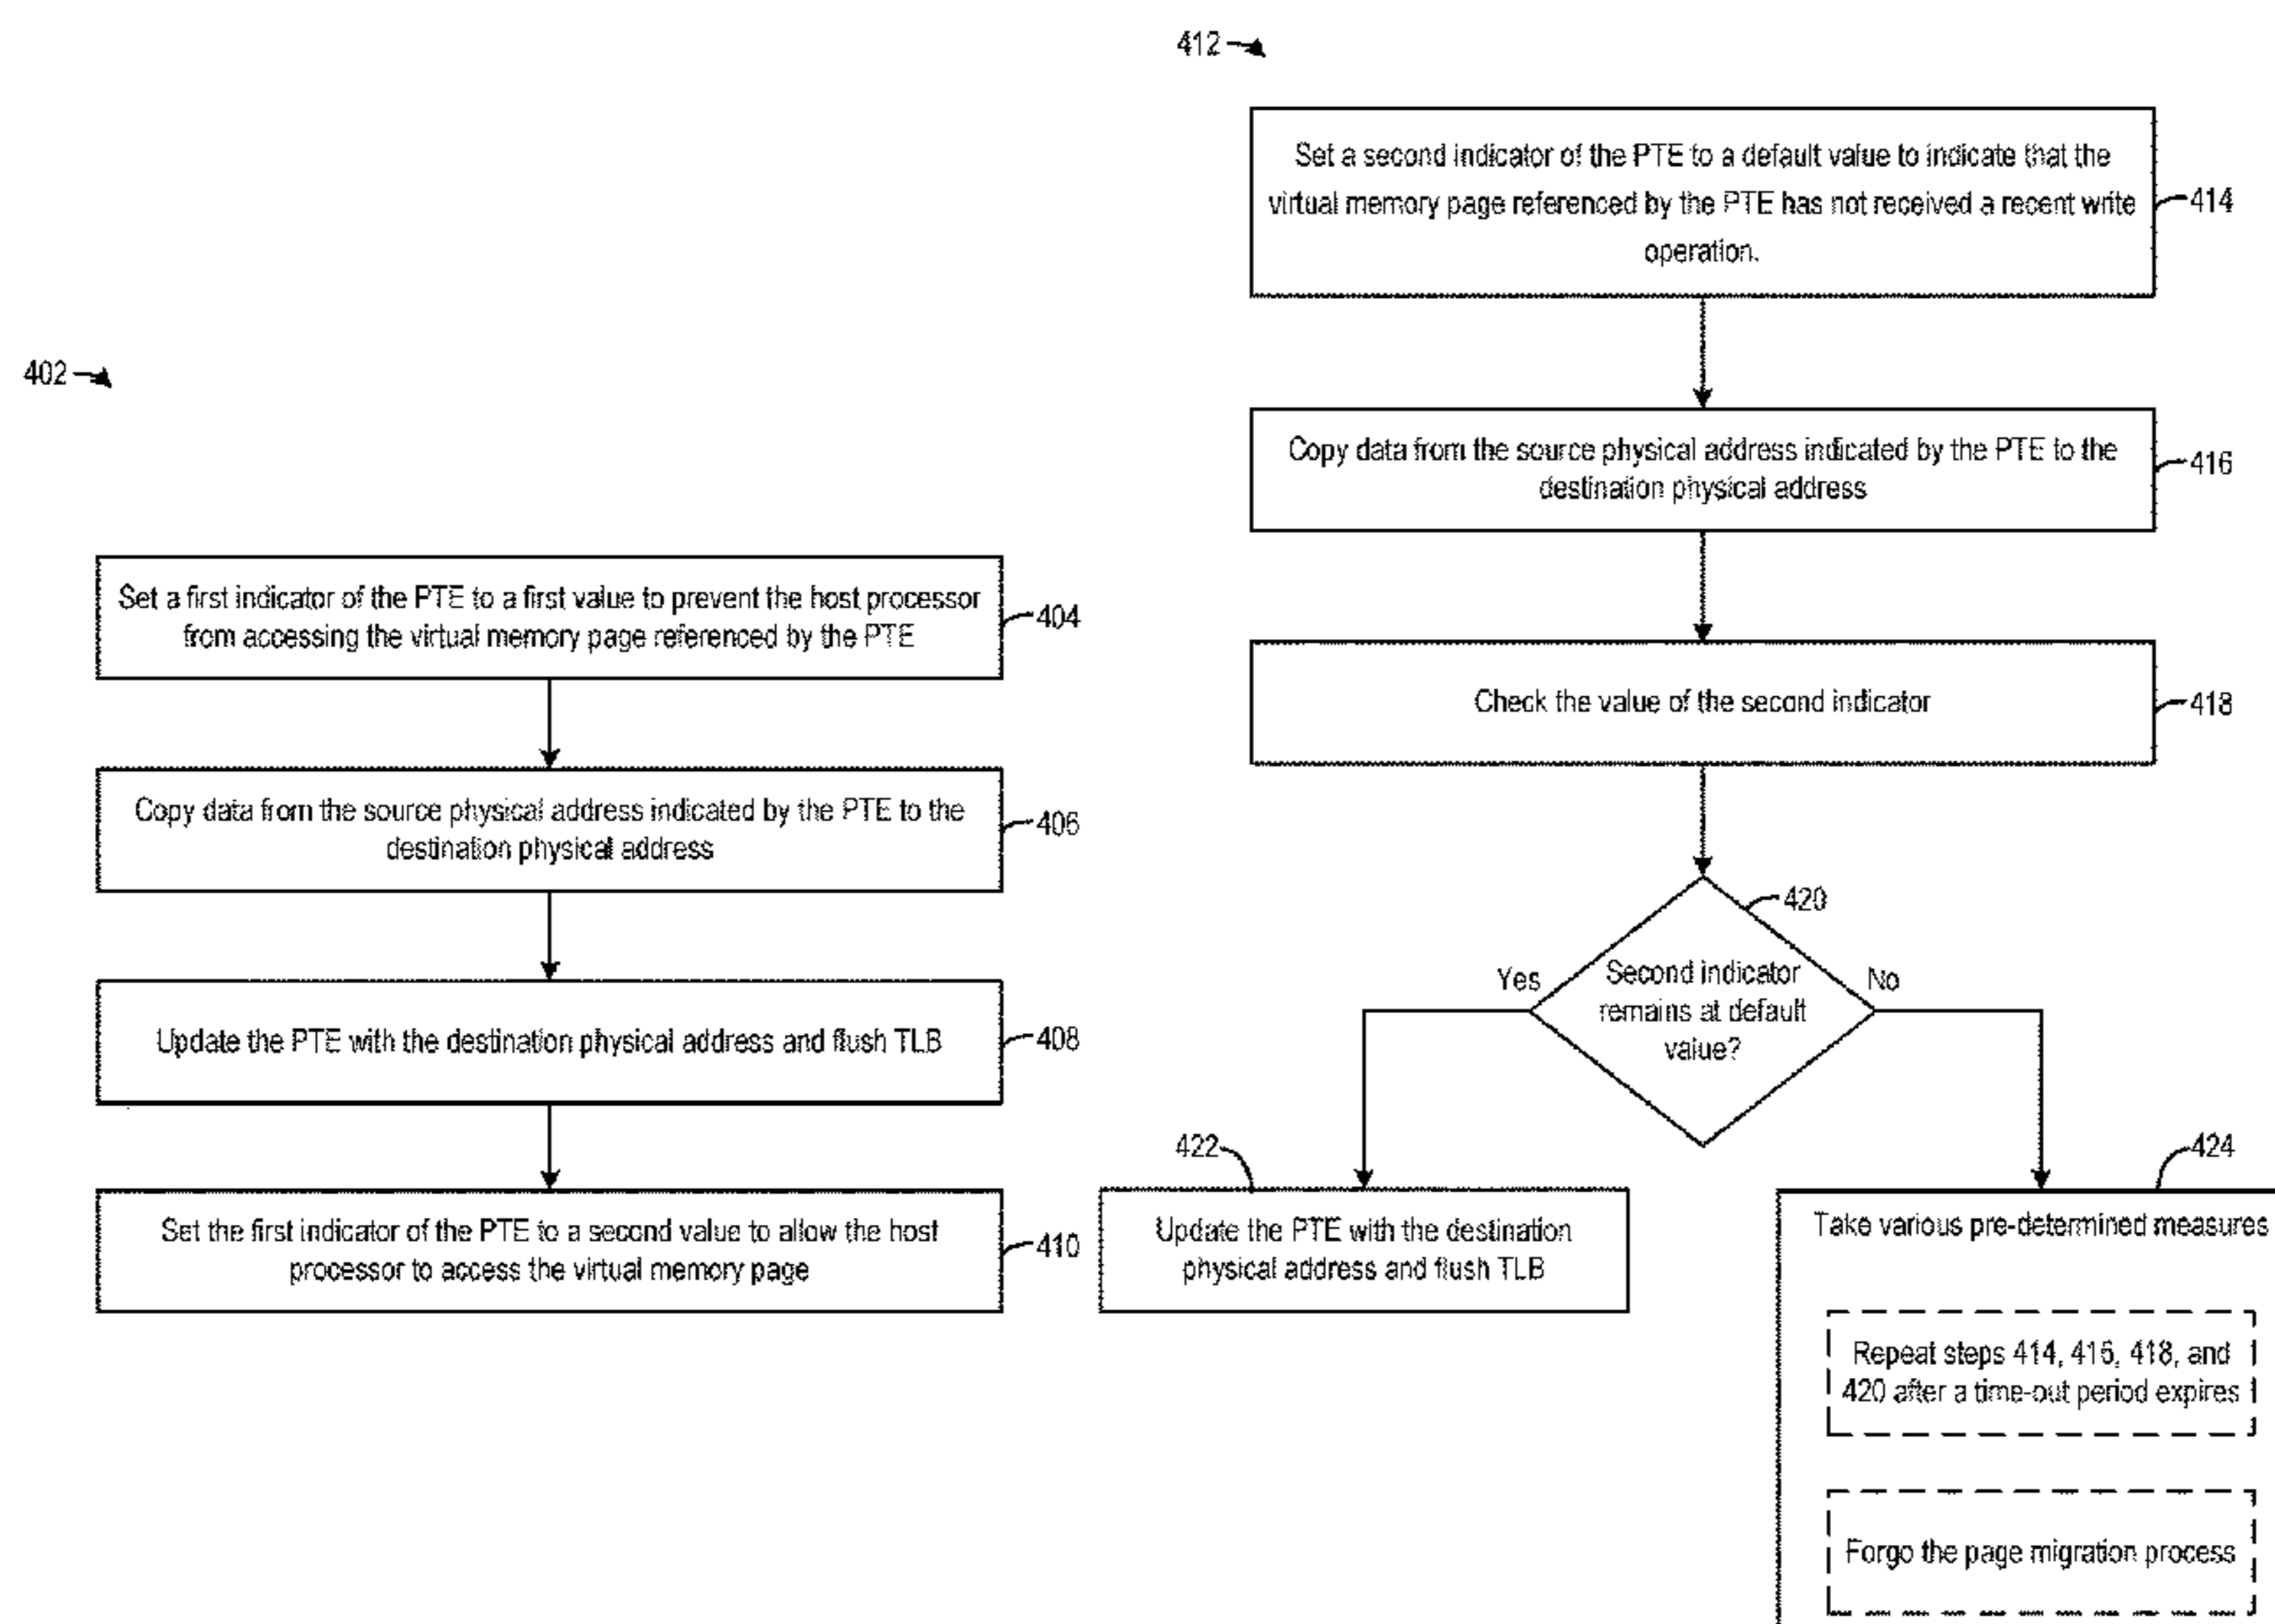 402
Set a first indicator of the PTE to a first value to prevent the host processor
from accessing the virtual memory page referenced by the PTE
404
Copy data from the source physical address indicated by the PTE to the
destination physical address
406
Update the PTE with the destination physical address and flush TLB
408
Set the first indicator of the PTE to a second value to allow the host
processor to access the virtual memory page
410
412
Set a second indicator of the PTE to a default value to indicate that the
virtual memory page referenced by the PTE has not received a recent write
operation.
414
Copy data from the source physical address indicated by the PTE to the
destination physical address
416
Check the value of the second indicator
418
420
Second indicator
remains at default
value?
Yes
No
422
Update the PTE with the destination
physical address and flush TLB
424
Take various pre-determined measures
Repeat steps 414, 416, 418, and
420 after a time-out period expires
Forgo the page migration process